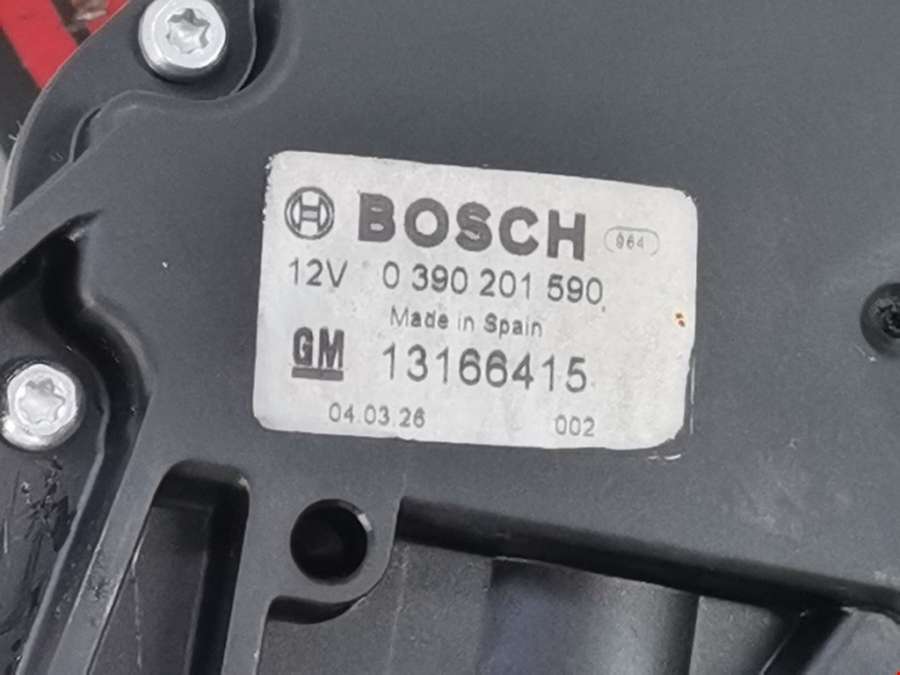 BOSCH 964
12V 0 390 201 590
Made in Spain
GM 13166415
04.03.26 002